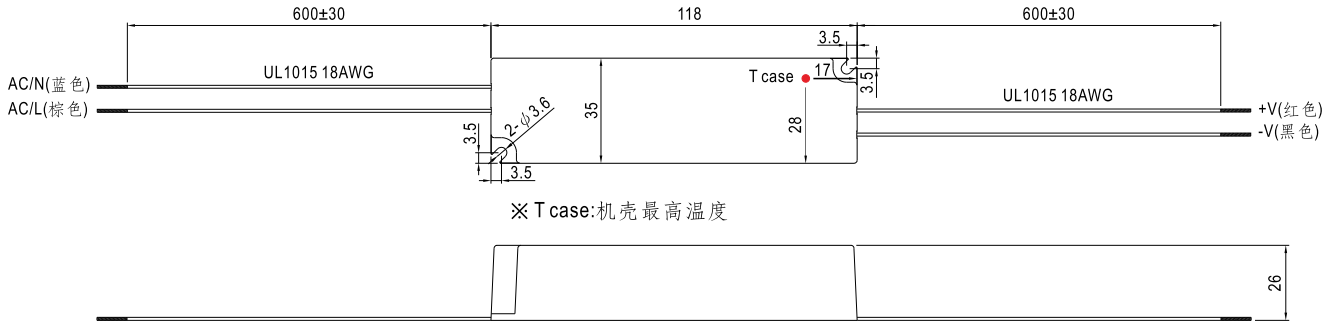 600±30
118
600±30
3.5
UL1015 18AWG
T case
17
3.5
AC/N(蓝色)
UL1015 18AWG
AC/L(棕色)
+V(红色)
35
2-φ3.6
28
-V(黑色)
3.5
3.5
※ T case:机壳最高温度
26